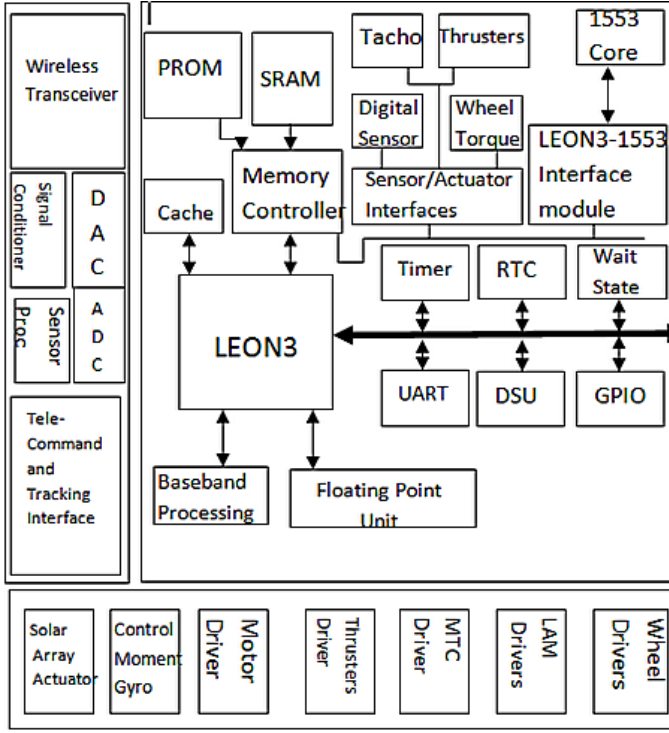 Wireless
Transceiver
Signal
Conditioner
D
A
C
Sensor
Proc.
A
D
C
Tele-
Command
and
Tracking
Interface
PROM
SRAM
Tacho
Thrusters
1553
Core
Digital
Sensor
Wheel
Torque
LEON3-1553
Interface
module
Memory
Controller
Sensor/Actuator
Interfaces
Cache
Timer
RTC
Wait
State
LEON3
UART
DSU
GPIO
Baseband
Processing
Floating Point
Unit
Solar
Array
Actuator
Control
Moment
Gyro
Motor
Driver
Thrusters
Driver
MTC
Driver
LAM
Drivers
Wheel
Drivers